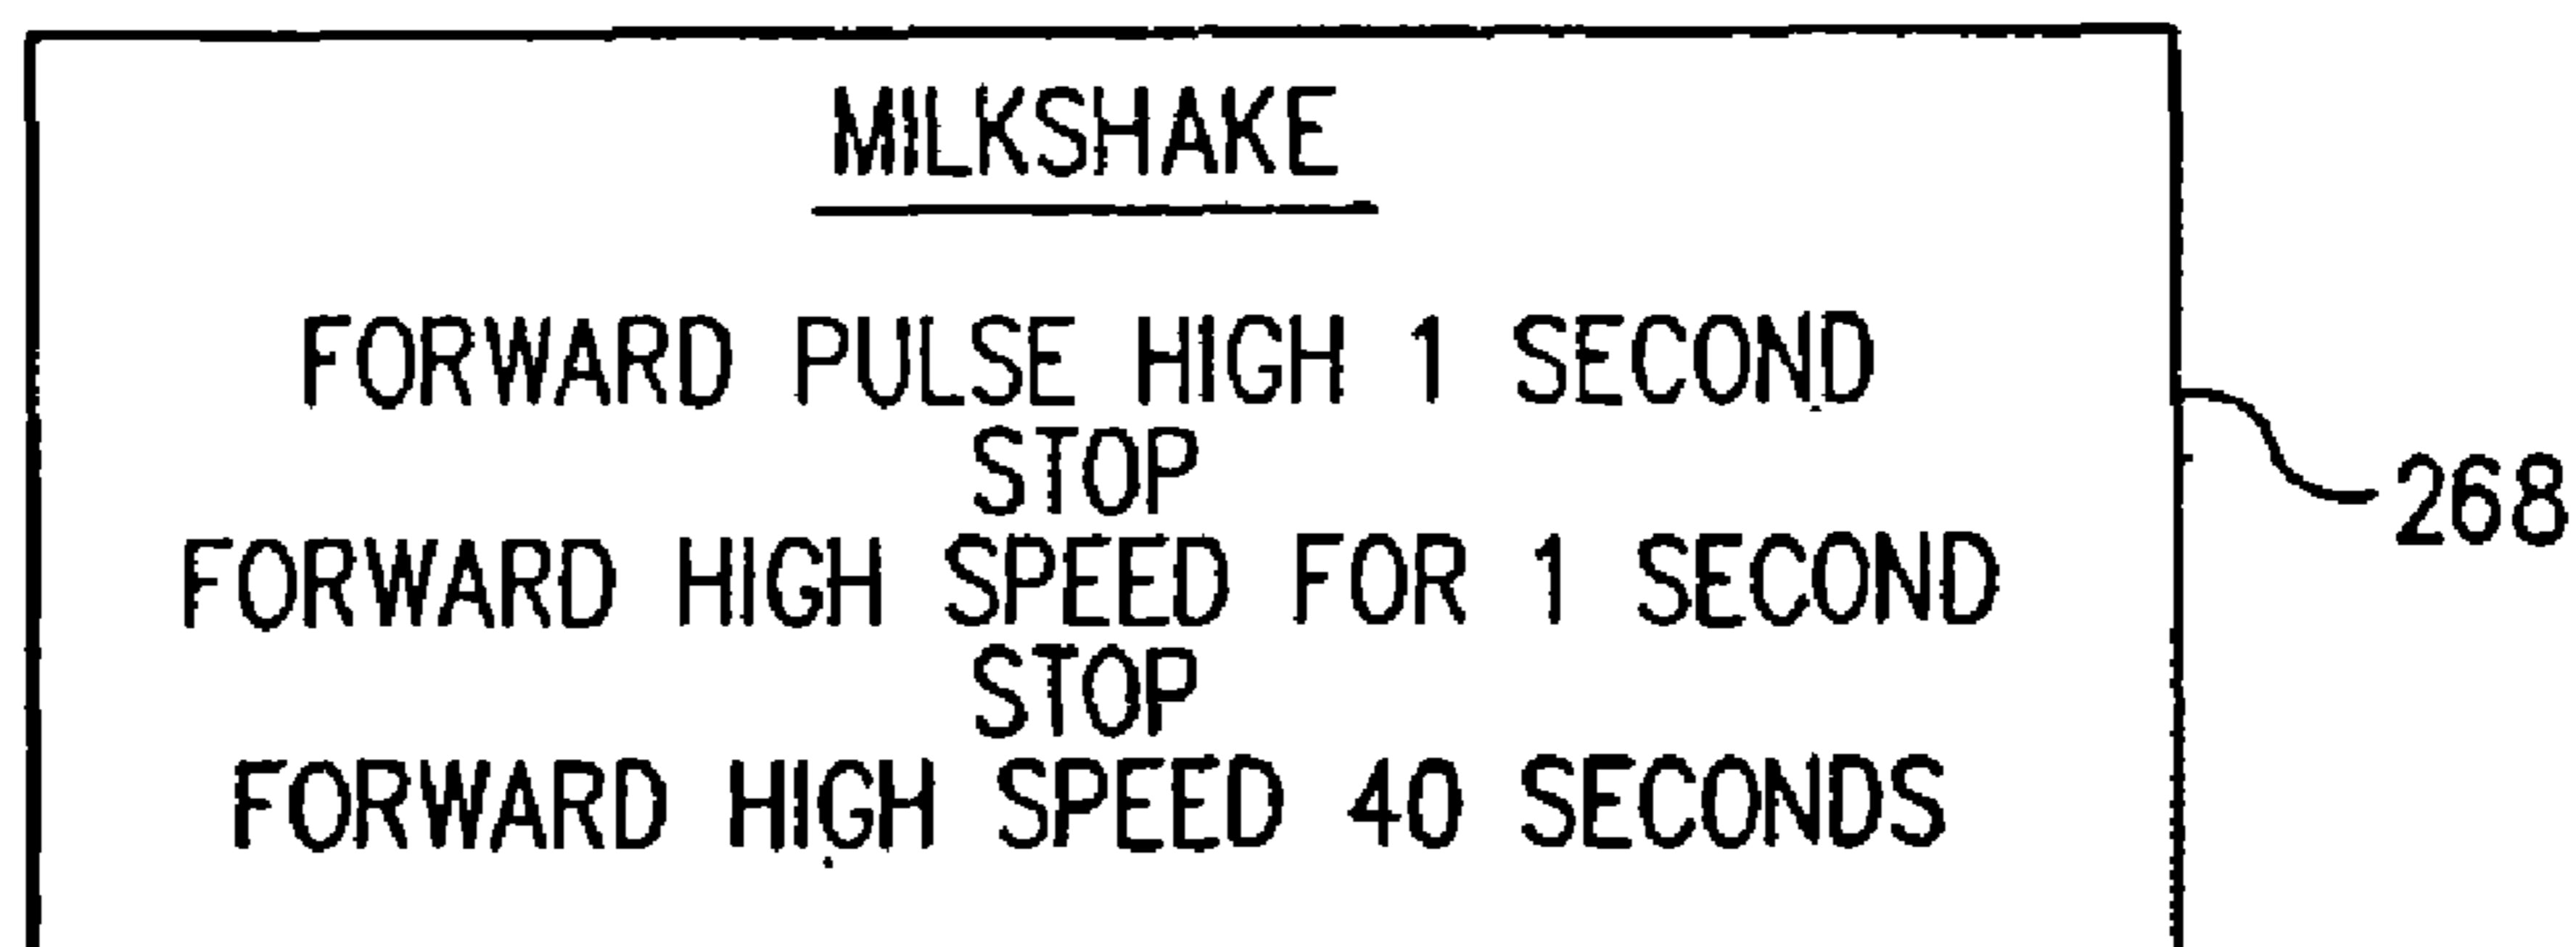 MILKSHAKE
FORWARD PULSE HIGH 1 SECOND
STOP
FORWARD HIGH SPEED FOR 1 SECOND
STOP
FORWARD HIGH SPEED 40 SECONDS
268